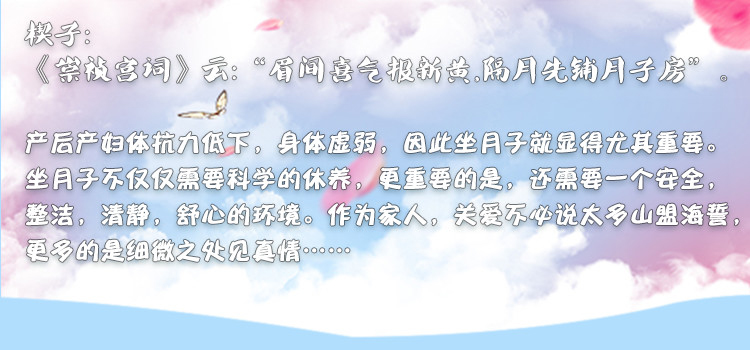 楔子：
《崇祯宫词》云：“眉间喜气报新黄，隔月先铺月子房”。
产后产妇体抗力低下，身体虚弱，因此坐月子就显得尤其重要。
坐月子不仅仅需要科学的休养，更重要的是，还需要一个安全，
整洁，清静，舒心的环境。作为家人，关爱不必说太多山盟海誓，
更多的是细微之处见真情……